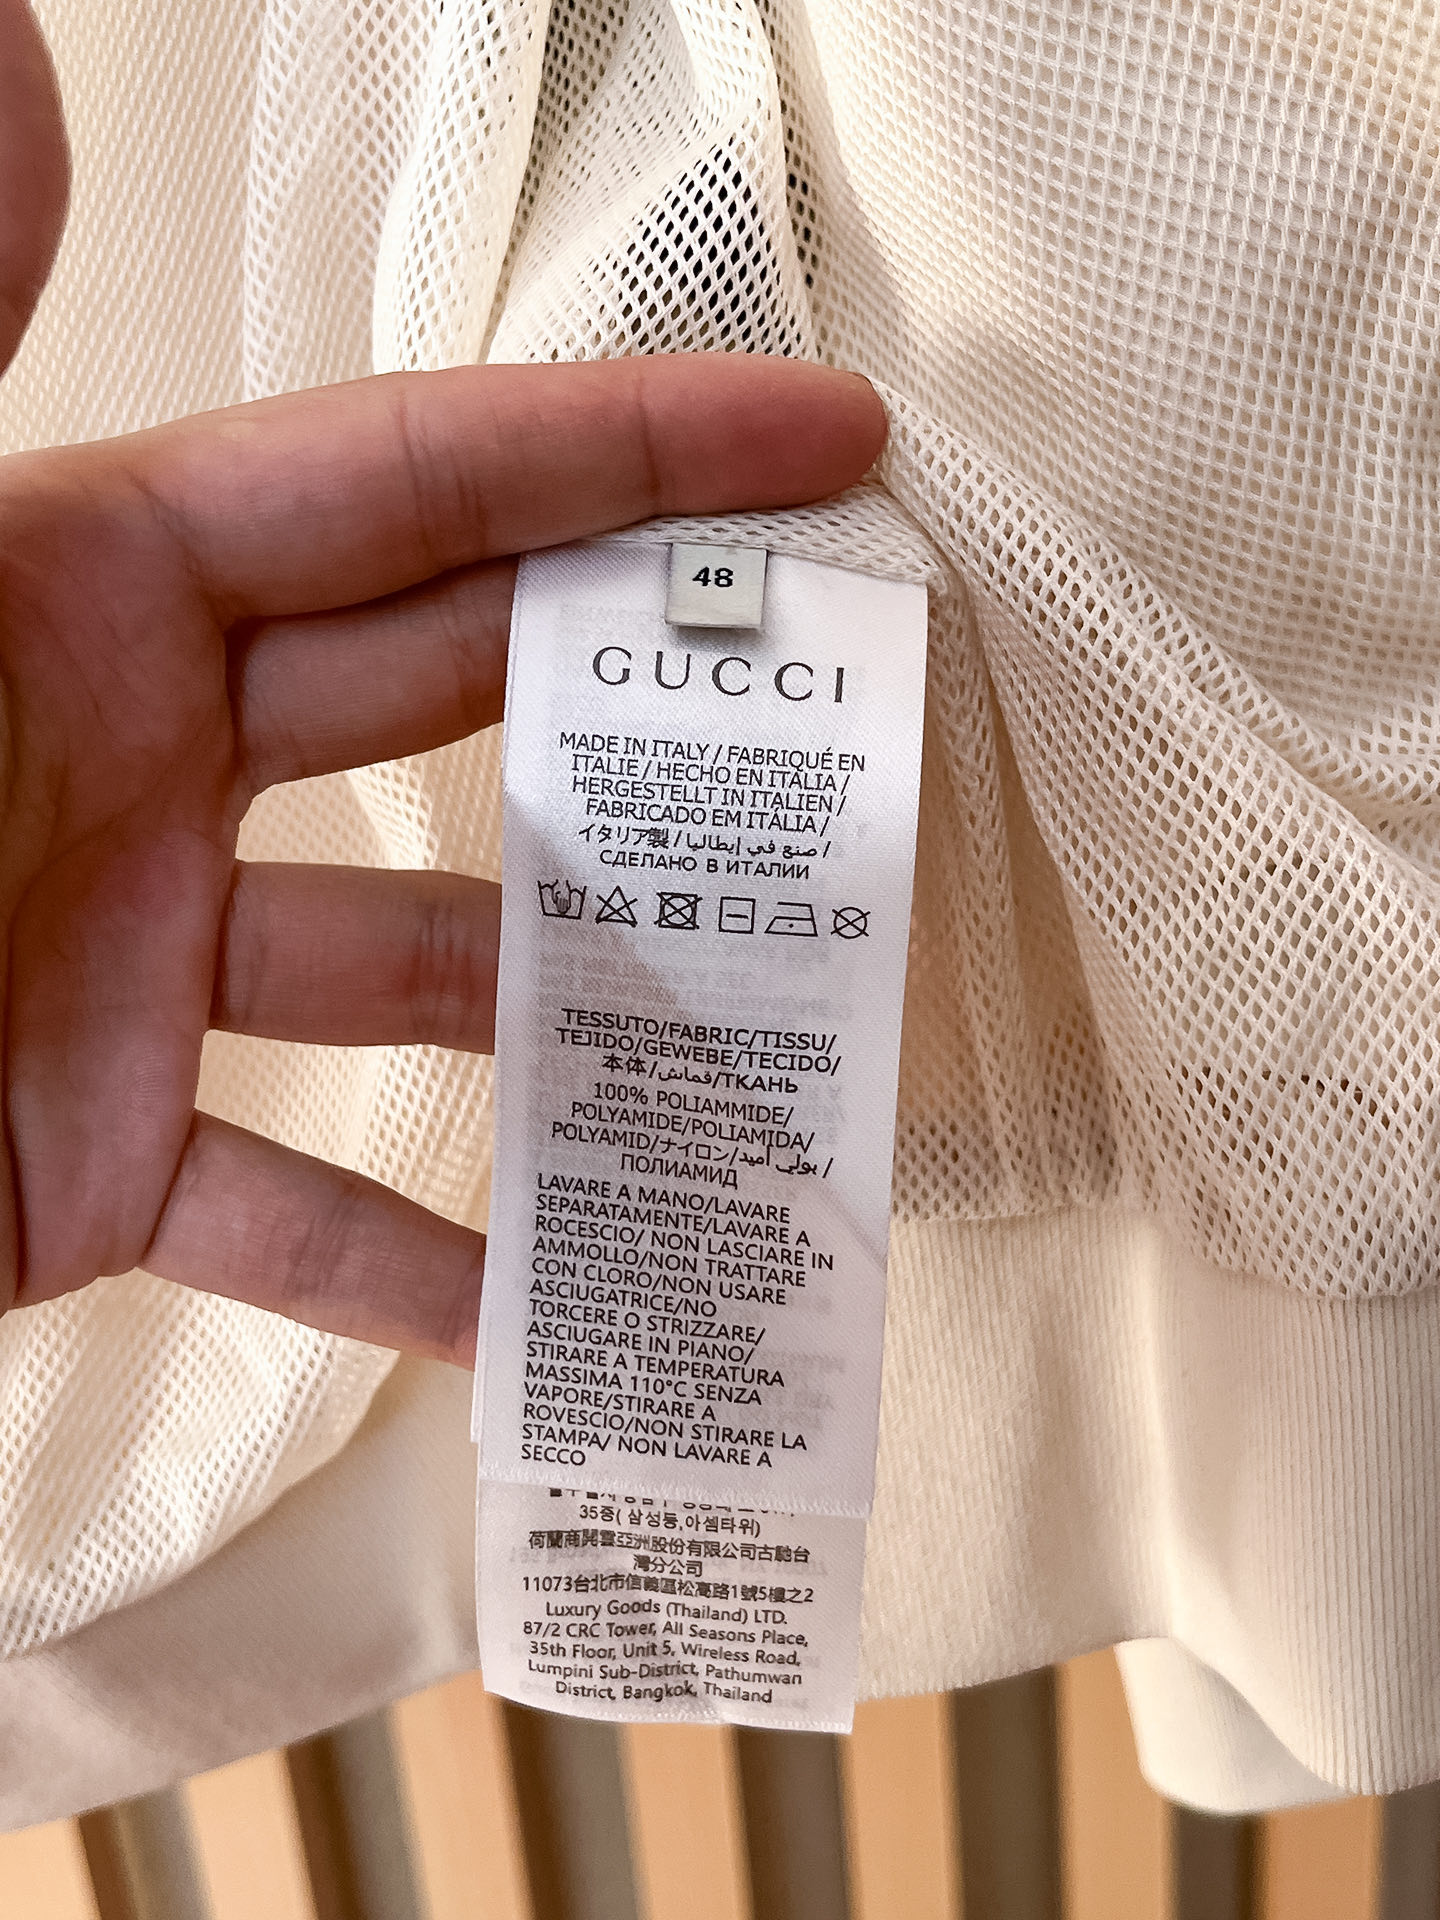 48
GUCCI
MADE IN ITALY / FABRIQUÉ EN
ITALIE / HECHO EN ITALIA /
HERGESTELLT IN ITALIEN /
FABRICADO EM ITÁLIA /
イタリア製 / صنع في إيطاليا /
СДЕЛАНО В ИТАЛИИ
TESSUTO/FABRIC/TISSU/
TEJIDO/GEWEBE/TECIDO/
本体/قماش/ТКАНЬ
100% POLIAMMIDE/
POLYAMIDE/POLIAMIDA/
POLYAMID/ナイロン/بولي أميد /
ПОЛИАМИД
LAVARE A MANO/LAVARE
SEPARATAMENTE/LAVARE A
ROCESCIO/ NON LASCIARE IN
AMMOLLO/NON TRATTARE
CON CLORO/NON USARE
ASCIUGATRICE/NO
TORCERE O STRIZZARE/
ASCIUGARE IN PIANO/
STIRARE A TEMPERATURA
MASSIMA 110°C SENZA
VAPORE/STIRARE A
ROVESCIO/NON STIRARE LA
STAMPA/ NON LAVARE A
SECCO
35층( 삼성동,아셈타워)
荷蘭商開雲亞洲股份有限公司古馳台
灣分公司
11073台北市信義區松高路1號5樓之2
Luxury Goods (Thailand) LTD.
87/2 CRC Tower, All Seasons Place,
35th Floor, Unit 5, Wireless Road,
Lumpini Sub-District, Pathumwan
District, Bangkok, Thailand